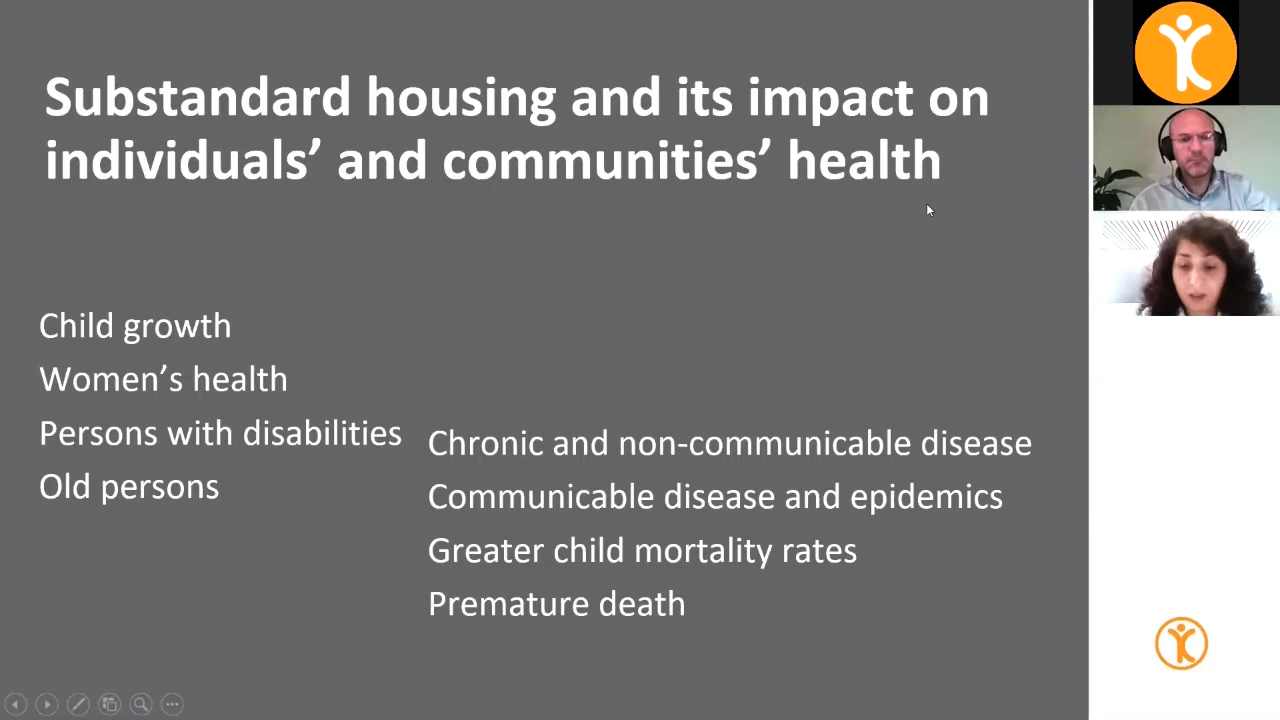 Substandard housing and its impact on
individuals’ and communities’ health
Child growth
Women’s health
Persons with disabilities
Old persons
Chronic and non-communicable disease
Communicable disease and epidemics
Greater child mortality rates
Premature death